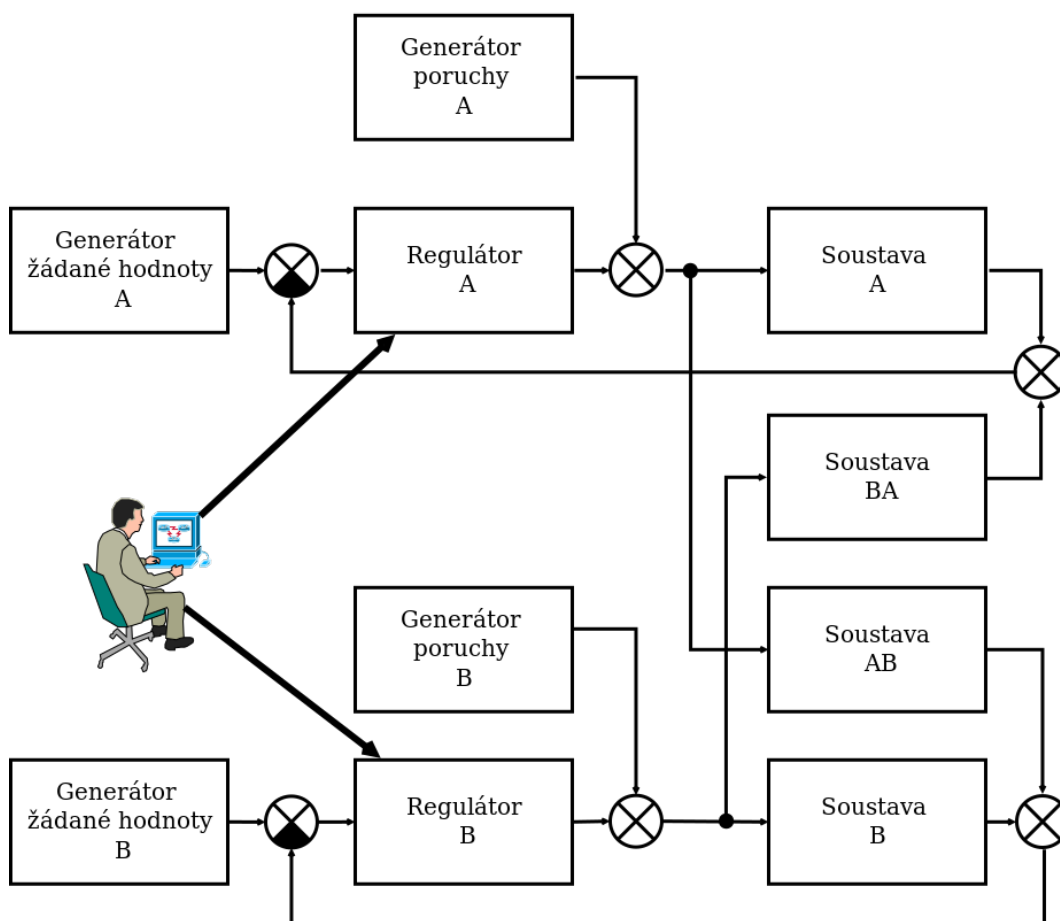 Generátor
poruchy
A
Generátor
žádané hodnoty
A
Regulátor
A
Soustava
A
Soustava
BA
Generátor
poruchy
B
Soustava
AB
Generátor
žádané hodnoty
B
Regulátor
B
Soustava
B